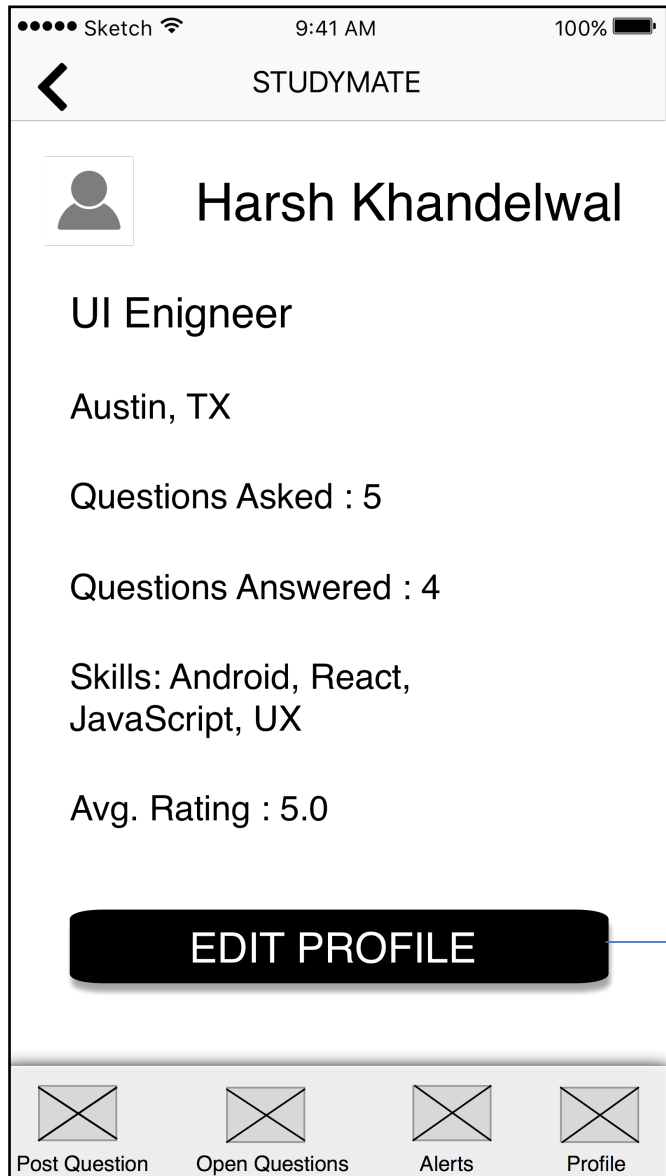 Sketch 9:41 AM 100%
STUDYMATE
Harsh Khandelwal
UI Enigneer
Austin, TX
Questions Asked : 5
Questions Answered : 4
Skills: Android, React,
JavaScript, UX
Avg. Rating : 5.0
EDIT PROFILE
Post Question Open Questions Alerts Profile